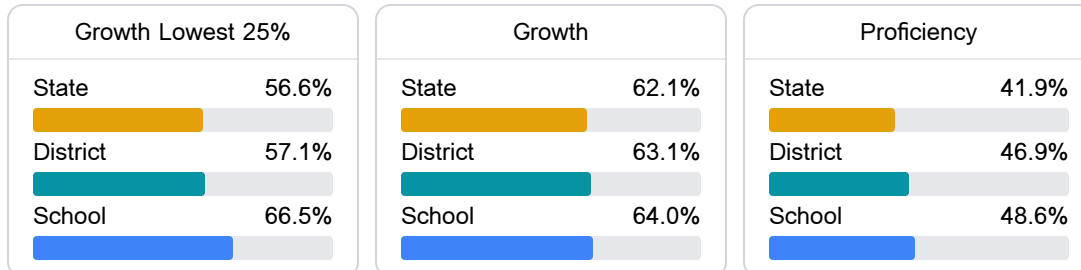 Growth Lowest 25%
State 56.6%
District 57.1%
School 66.5%
Growth
State 62.1%
District 63.1%
School 64.0%
Proficiency
State 41.9%
District 46.9%
School 48.6%